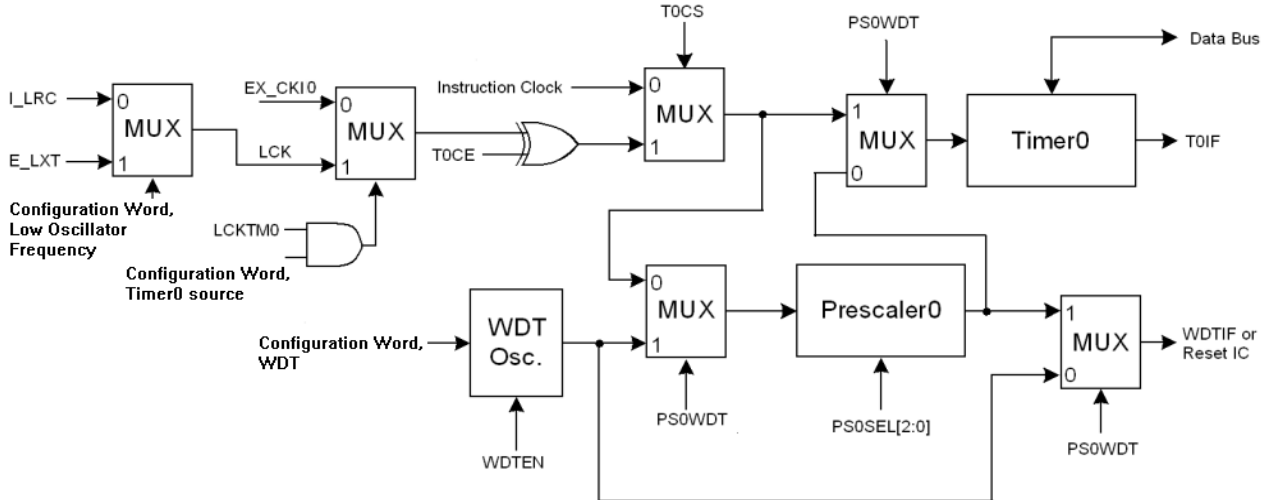 T0CS
PS0WDT
Data Bus
I_LRC
0
MUX
E_LXT
1
LCK
EX_CKI0
0
MUX
1
T0CE
Instruction Clock
0
MUX
1
1
MUX
0
Timer0
T0IF
Configuration Word,
Low Oscillator
Frequency
LCKTM0
Configuration Word,
Timer0 source
Configuration Word,
WDT
WDT
Osc.
WDTEN
0
MUX
1
PS0WDT
Prescaler0
PS0SEL[2:0]
1
MUX
0
WDTIF or
Reset IC
PS0WDT